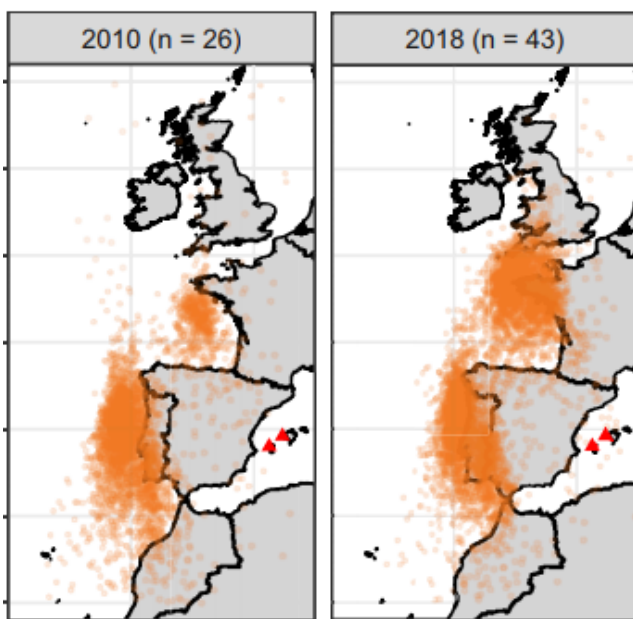 2010 (n = 26)
2018 (n = 43)